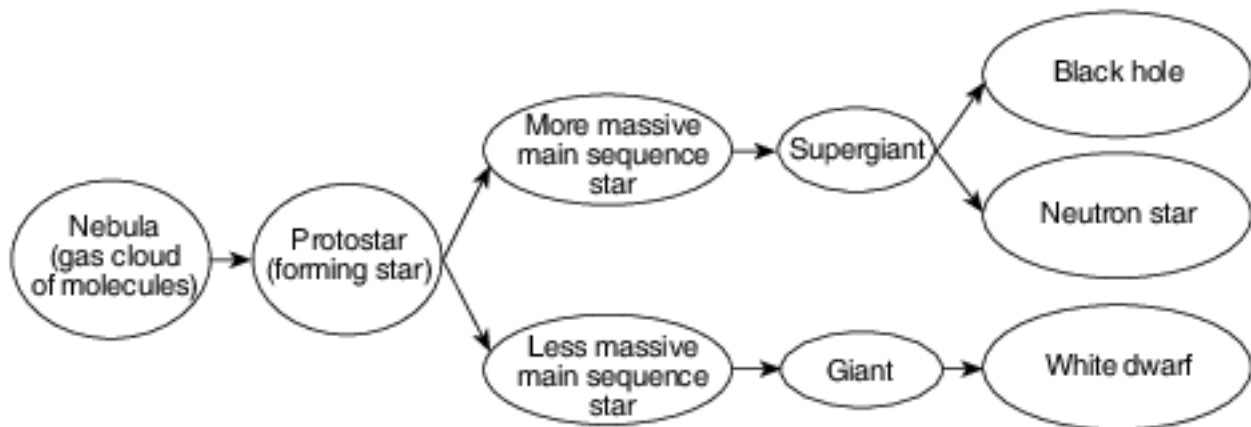 Nebula
(gas cloud
of molecules)
Protostar
(forming star)
More massive
main sequence
star
Supergiant
Black hole
Neutron star
Less massive
main sequence
star
Giant
White dwarf